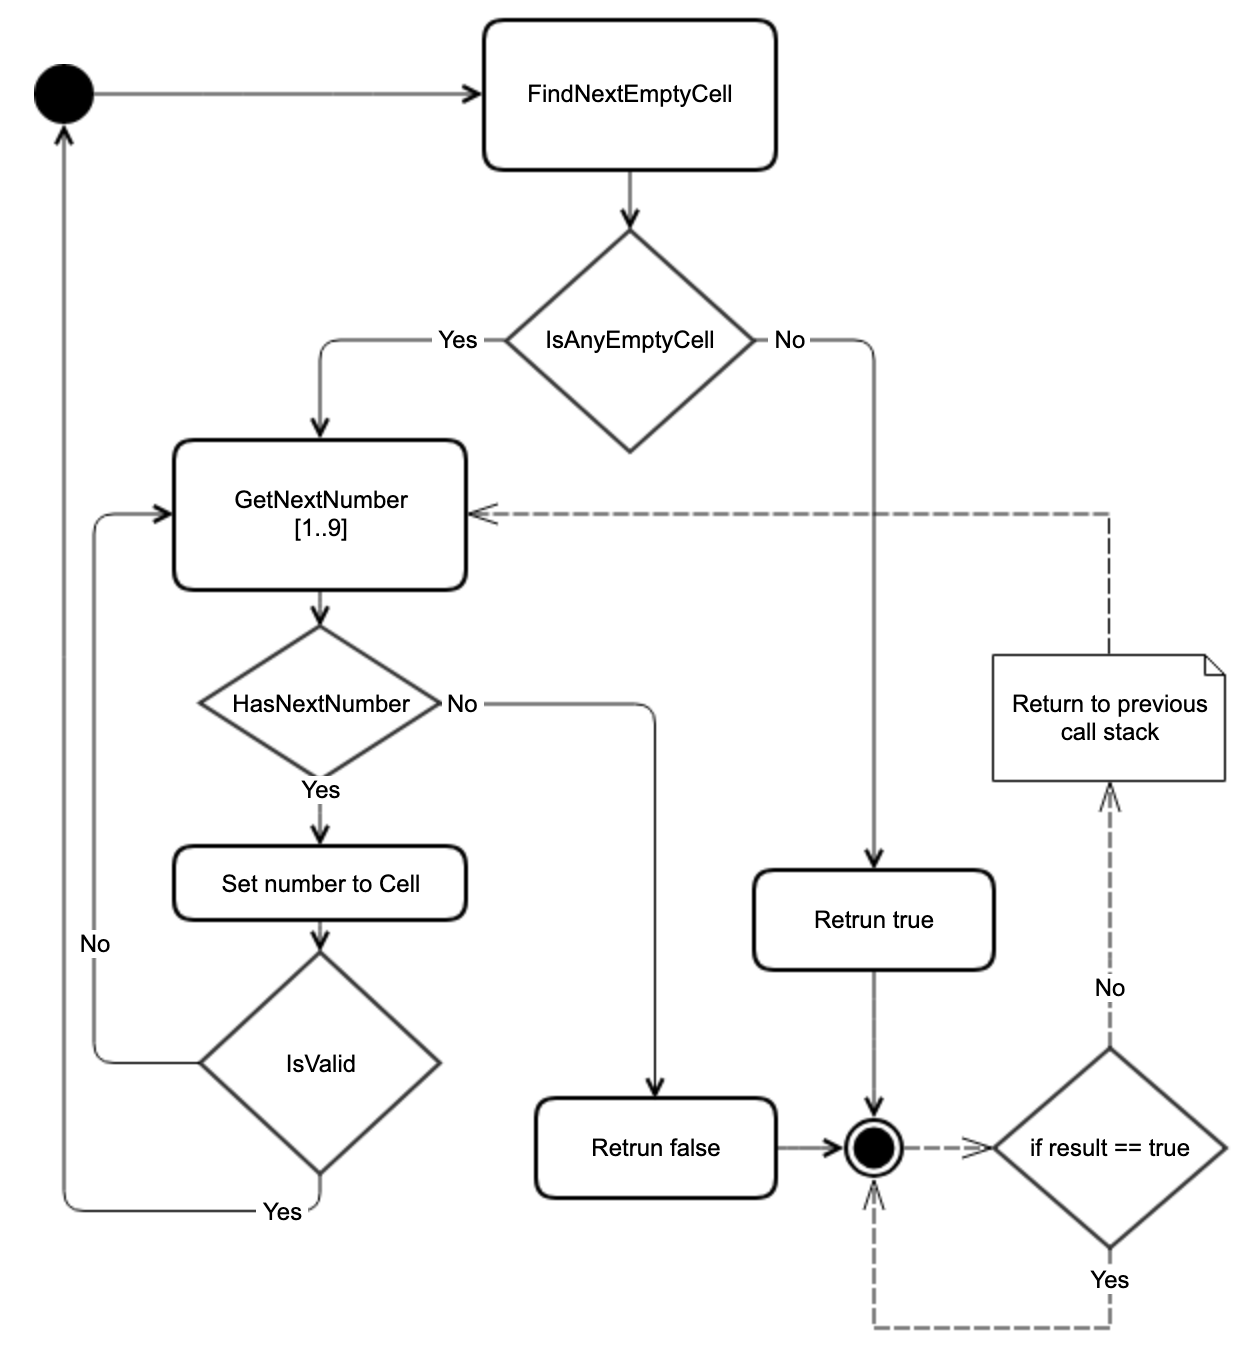 FindNextEmptyCell
IsAnyEmptyCell
Yes
No
GetNextNumber
[1..9]
HasNextNumber
No
Yes
Return to previous
call stack
Set number to Cell
Retrun true
No
No
IsValid
Yes
Retrun false
if result == true
Yes